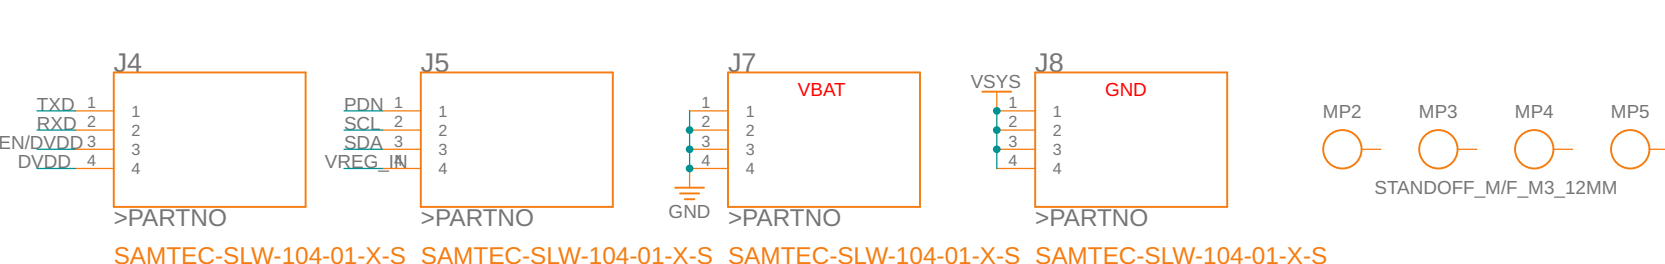 J4
TXD 1 1
RXD 2 2
EN/DVDD 3 3
DVDD 4 4
>PARTNO
SAMTEC-SLW-104-01-X-S
J5
PDN 1 1
SCL 2 2
SDA 3 3
VREG_IN 4 4
>PARTNO
SAMTEC-SLW-104-01-X-S
J7
VBAT
1 1
2 2
3 3
4 4
GND
>PARTNO
SAMTEC-SLW-104-01-X-S
J8
VSYS
GND
1 1
2 2
3 3
4 4
>PARTNO
SAMTEC-SLW-104-01-X-S
MP2 MP3 MP4 MP5
STANDOFF_M/F_M3_12MM